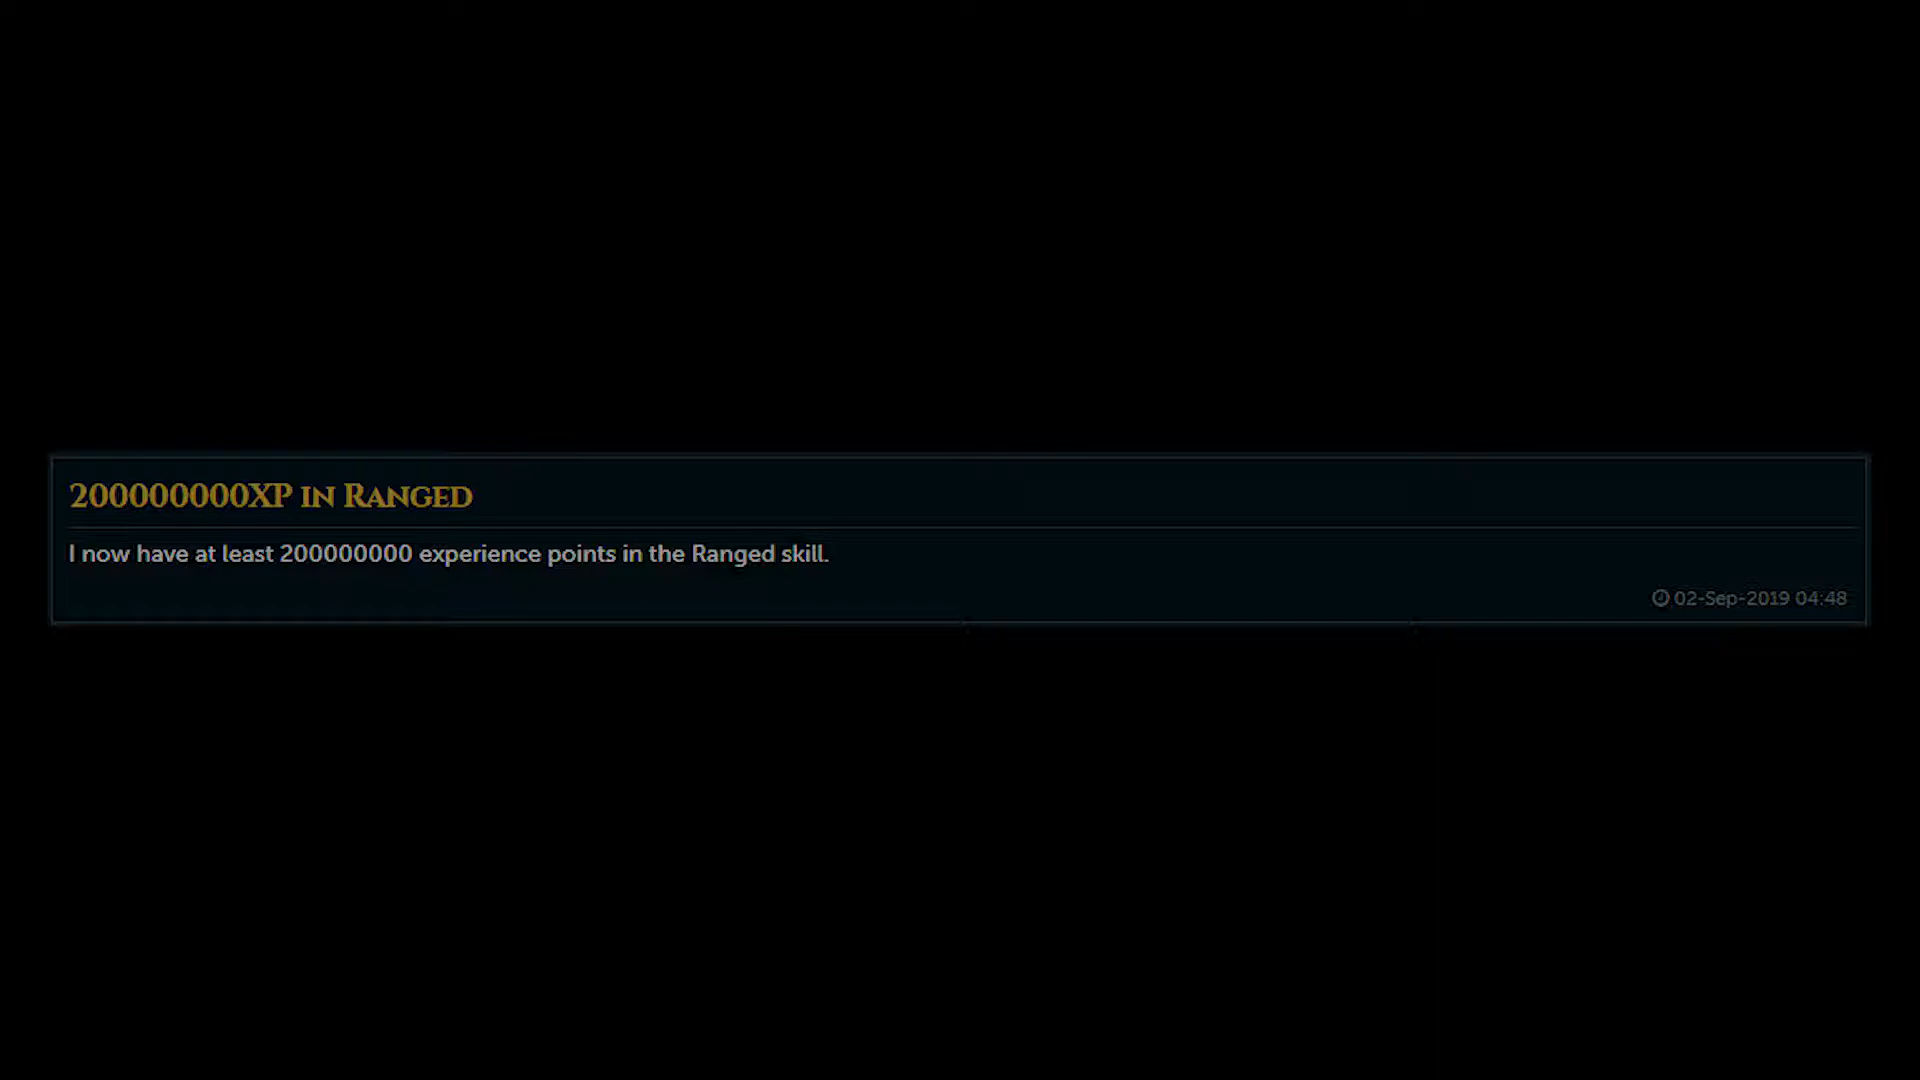 200000000XP in Ranged
I now have at least 200000000 experience points in the Ranged skill.
02-Sep-2019 04:48